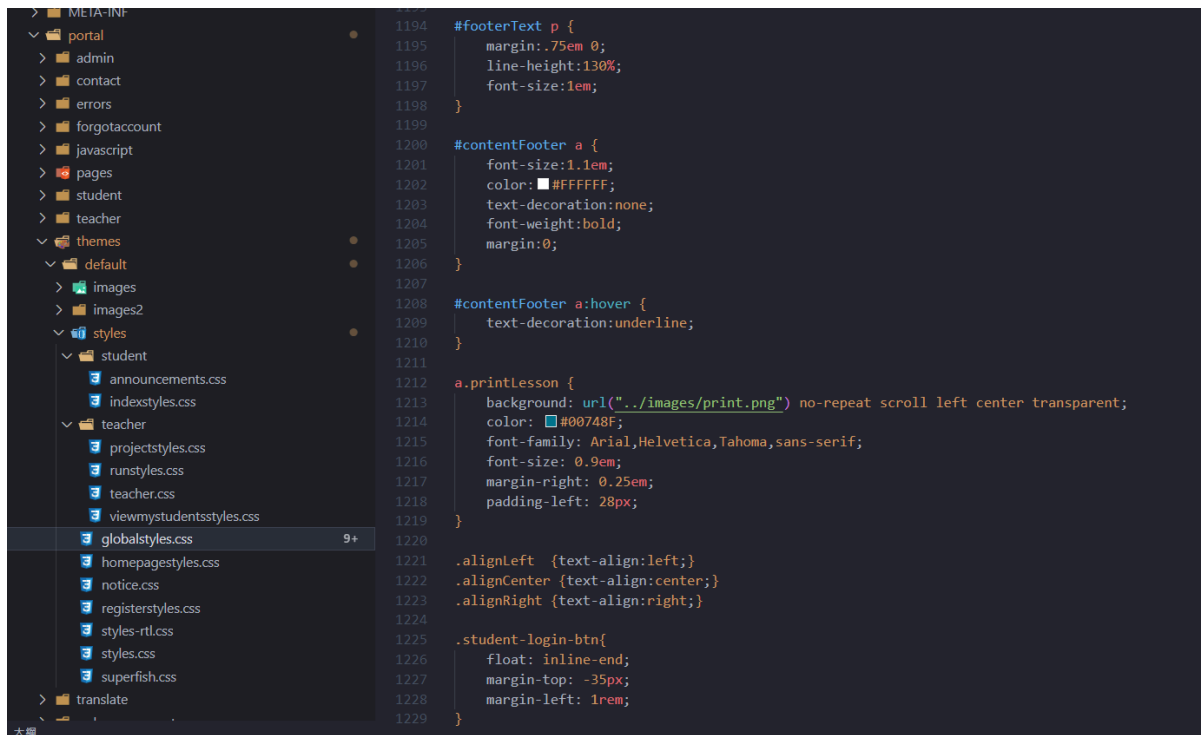 META-INF
portal
admin
contact
errors
forgotaccount
javascript
pages
student
teacher
themes
default
images
images2
styles
student
announcements.css
indexstyles.css
teacher
projectstyles.css
runstyles.css
teacher.css
viewmystudentsstyles.css
globalstyles.css 9+
homepagestyles.css
notice.css
registerstyles.css
styles-rtl.css
styles.css
superfish.css
translate
大綱
1193
1194 #footerText p {
1195 margin:.75em 0;
1196 line-height:130%;
1197 font-size:1em;
1198 }
1199
1200 #contentFooter a {
1201 font-size:1.1em;
1202 color:#FFFFFF;
1203 text-decoration:none;
1204 font-weight:bold;
1205 margin:0;
1206 }
1207
1208 #contentFooter a:hover {
1209 text-decoration:underline;
1210 }
1211
1212 a.printLesson {
1213 background: url("../images/print.png") no-repeat scroll left center transparent;
1214 color: #00748F;
1215 font-family: Arial,Helvetica,Tahoma,sans-serif;
1216 font-size: 0.9em;
1217 margin-right: 0.25em;
1218 padding-left: 28px;
1219 }
1220
1221 .alignLeft  {text-align:left;}
1222 .alignCenter {text-align:center;}
1223 .alignRight {text-align:right;}
1224
1225 .student-login-btn{
1226 float: inline-end;
1227 margin-top: -35px;
1228 margin-left: 1rem;
1229 }